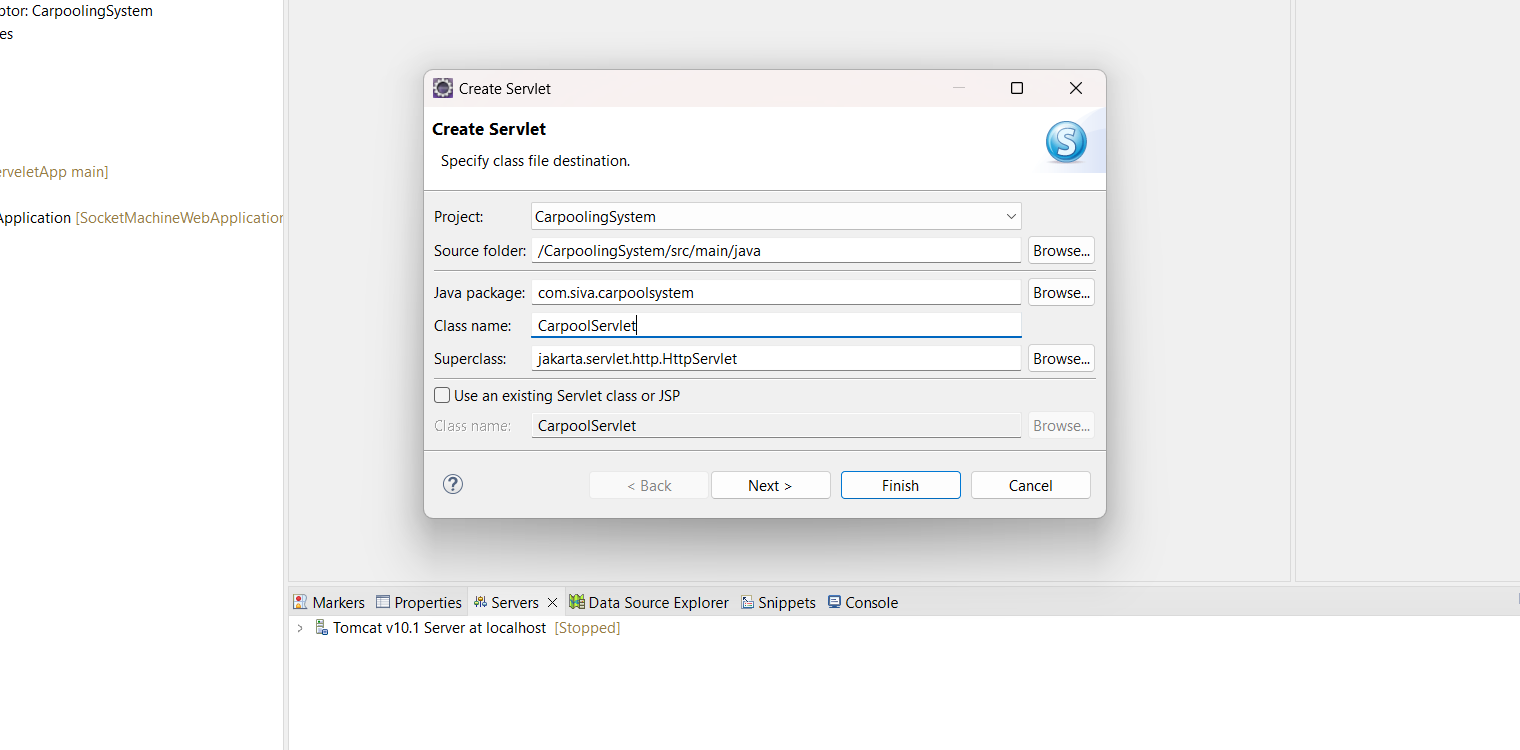 ptor: CarpoolingSystem
es
erveletApp main]
Application [SocketMachineWebApplication
Create Servlet
Create Servlet
Specify class file destination.
S
Project: CarpoolingSystem
Source folder: /CarpoolingSystem/src/main/java Browse...
Java package: com.siva.carpoolsystem Browse...
Class name: CarpoolServlet
Superclass: jakarta.servlet.http.HttpServlet Browse...
Use an existing Servlet class or JSP
Class name: CarpoolServlet Browse...
? < Back Next > Finish Cancel
Markers Properties Servers Data Source Explorer Snippets Console
Tomcat v10.1 Server at localhost [Stopped]